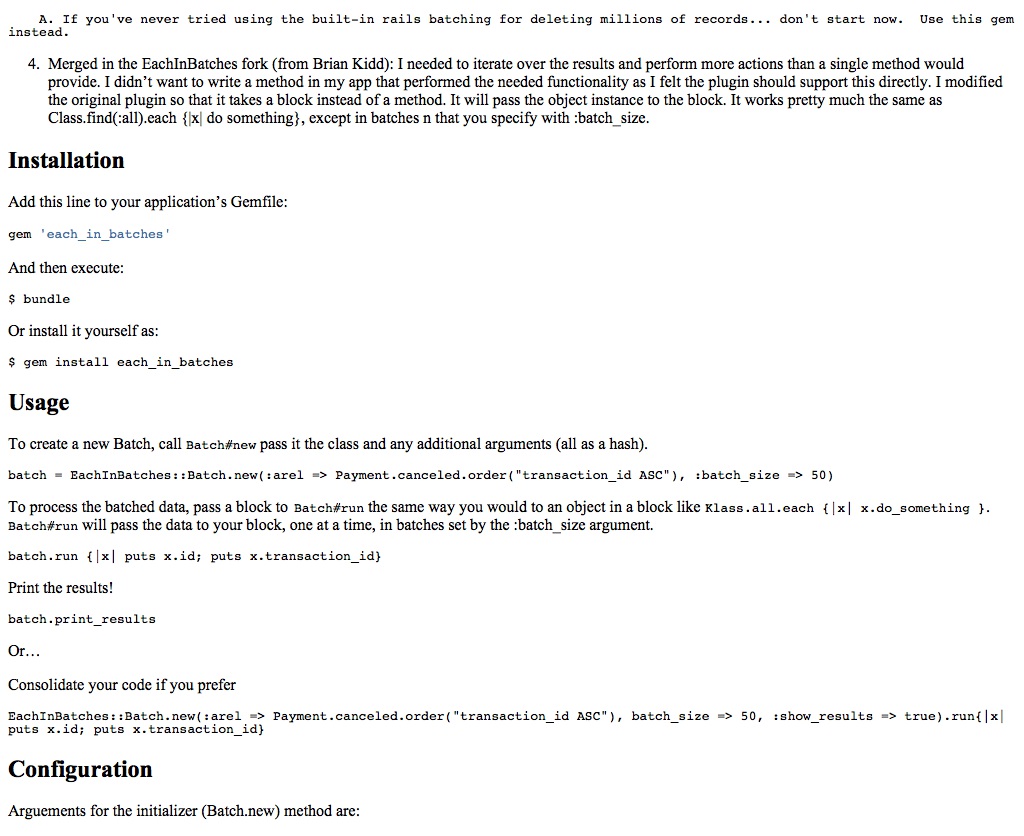 A. If you've never tried using the built-in rails batching for deleting millions of records... don't start now.  Use this gem
instead.
4. Merged in the EachInBatches fork (from Brian Kidd): I needed to iterate over the results and perform more actions than a single method would
provide. I didn’t want to write a method in my app that performed the needed functionality as I felt the plugin should support this directly. I modified
the original plugin so that it takes a block instead of a method. It will pass the object instance to the block. It works pretty much the same as
Class.find(:all).each {|x| do something}, except in batches n that you specify with :batch_size.
Installation
Add this line to your application’s Gemfile:
gem 'each_in_batches'
And then execute:
$ bundle
Or install it yourself as:
$ gem install each_in_batches
Usage
To create a new Batch, call Batch#new pass it the class and any additional arguments (all as a hash).
batch = EachInBatches::Batch.new(:arel => Payment.canceled.order("transaction_id ASC"), :batch_size => 50)
To process the batched data, pass a block to Batch#run the same way you would to an object in a block like Klass.all.each {|x| x.do_something }.
Batch#run will pass the data to your block, one at a time, in batches set by the :batch_size argument.
batch.run {|x| puts x.id; puts x.transaction_id}
Print the results!
batch.print_results
Or…
Consolidate your code if you prefer
EachInBatches::Batch.new(:arel => Payment.canceled.order("transaction_id ASC"), batch_size => 50, :show_results => true).run{|x|
puts x.id; puts x.transaction_id}
Configuration
Arguements for the initializer (Batch.new) method are: